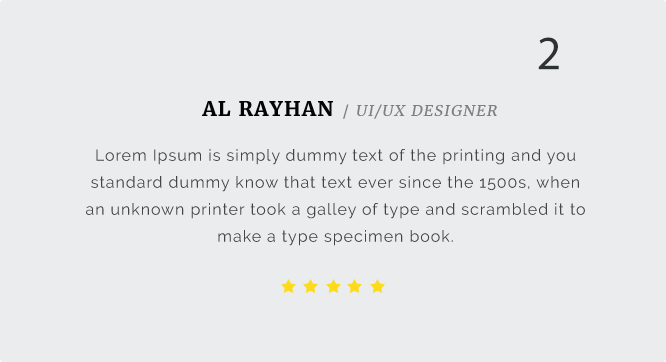 2
AL RAYHAN / UI/UX DESIGNER
Lorem Ipsum is simply dummy text of the printing and you
standard dummy know that text ever since the 1500s, when
an unknown printer took a galley of type and scrambled it to
make a type specimen book.